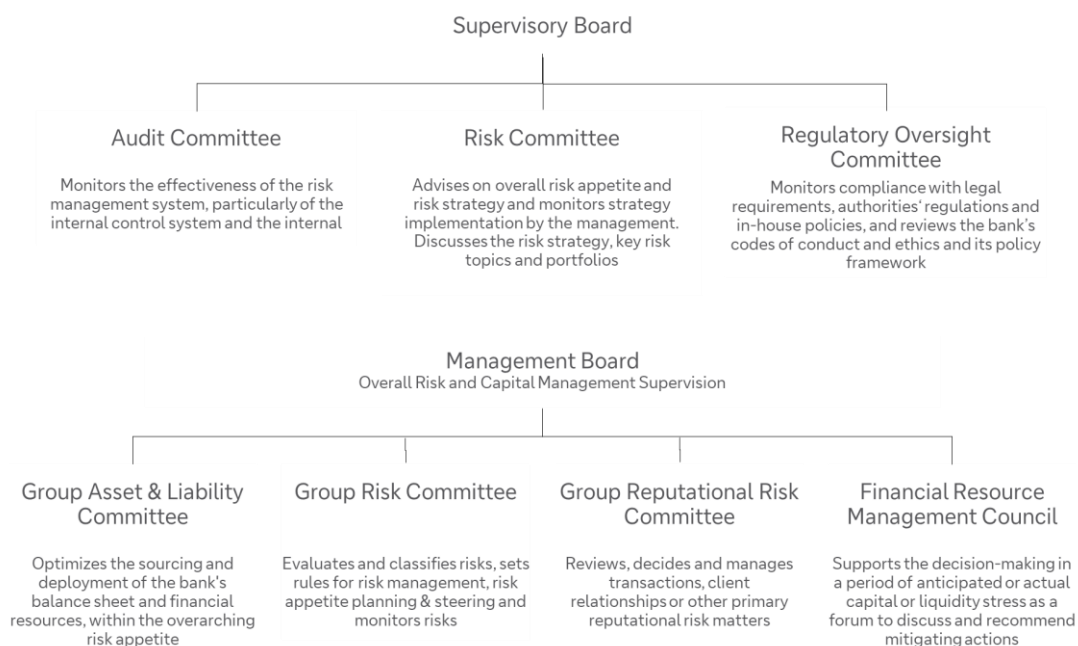 Supervisory Board
Audit Committee
Monitors the effectiveness of the risk
management system, particularly of the
internal control system and the internal
Risk Committee
Advises on overall risk appetite and
risk strategy and monitors strategy
implementation by the management.
Discusses the risk strategy, key risk
topics and portfolios
Regulatory Oversight
Committee
Monitors compliance with legal
requirements, authorities‘ regulations and
in-house policies, and reviews the bank’s
codes of conduct and ethics and its policy
framework
Management Board
Overall Risk and Capital Management Supervision
Group Asset & Liability
Committee
Optimizes the sourcing and
deployment of the bank's
balance sheet and financial
resources, within the overarching
risk appetite
Group Risk Committee
Evaluates and classifies risks, sets
rules for risk management, risk
appetite planning & steering and
monitors risks
Group Reputational Risk
Committee
Reviews, decides and manages
transactions, client
relationships or other primary
reputational risk matters
Financial Resource
Management Council
Supports the decision-making in
a period of anticipated or actual
capital or liquidity stress as a
forum to discuss and recommend
mitigating actions